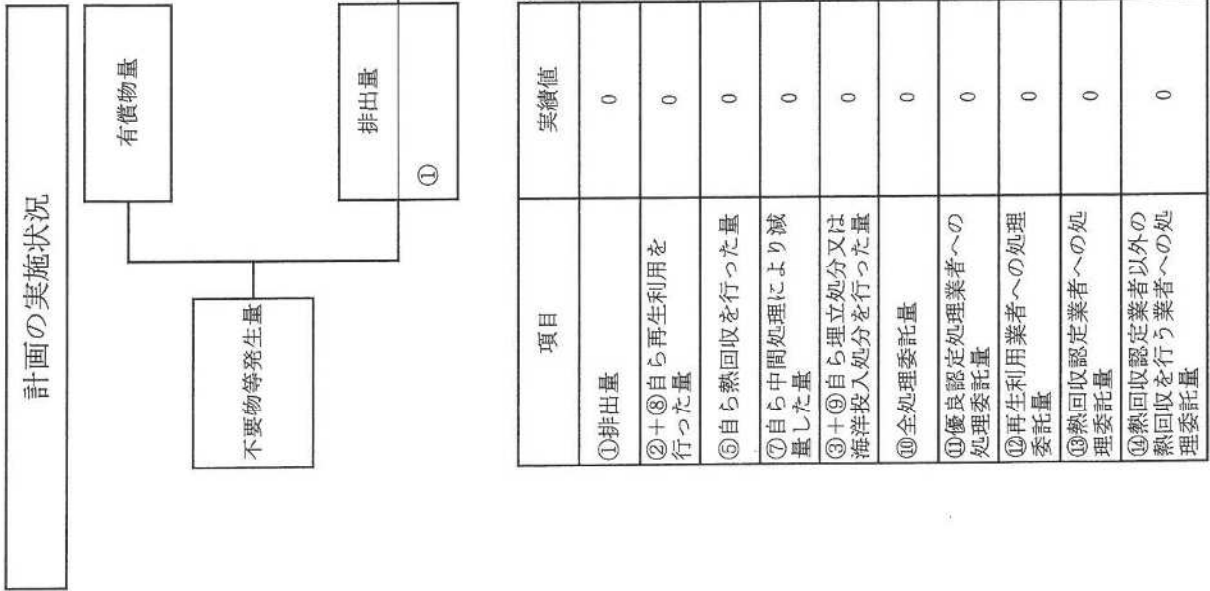 計画の実施状況
有償物量
不要物等発生量
排出量
①
項目
実績値
①排出量
0
②+⑧自ら再生利用を
行った量
0
⑤自ら熱回収を行った量
0
⑦自ら中間処理により減
量した量
0
③+⑨自ら埋立処分又は
海洋投入処分を行った量
0
⑩全処理委託量
0
⑪優良認定処理業者への
処理委託量
0
⑫再生利用業者への処理
委託量
0
⑬熱回収認定業者への処
理委託量
0
⑭熱回収認定業者以外の
熱回収を行う業者への処
理委託量
0